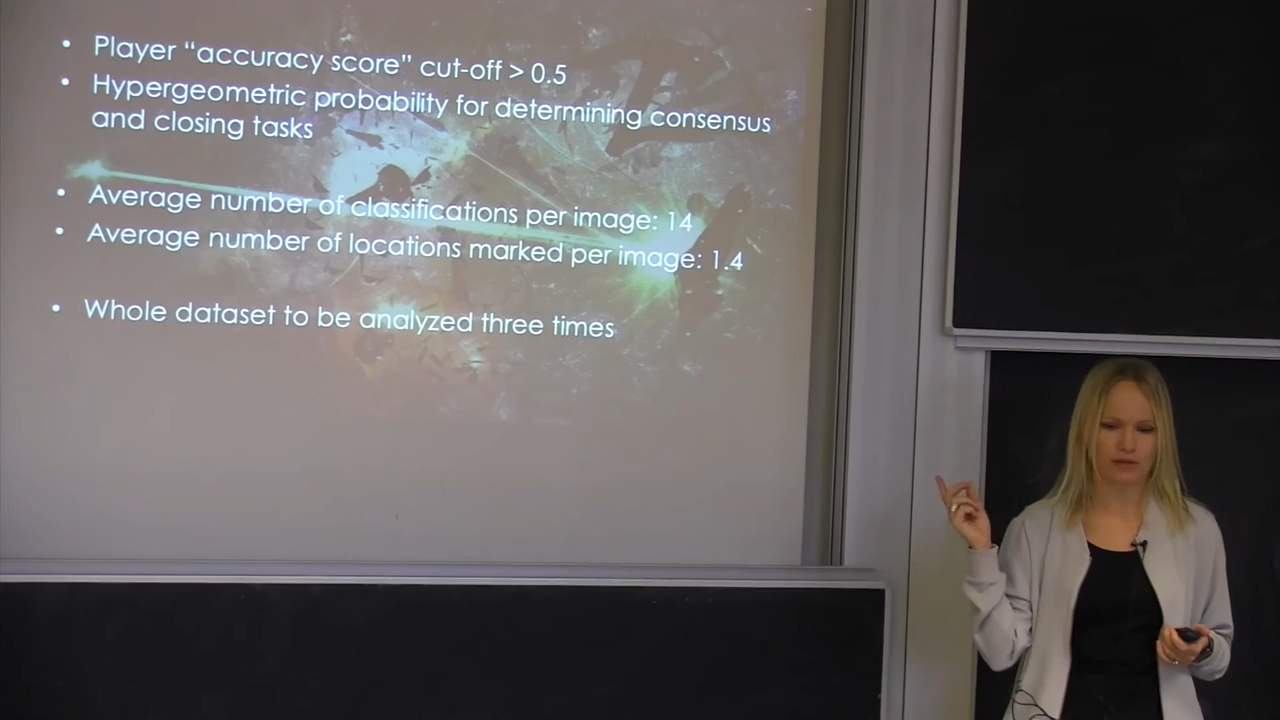 • Player “accuracy score” cut-off > 0.5
• Hypergeometric probability for determining consensus
and closing tasks
• Average number of classifications per image: 14
• Average number of locations marked per image: 1.4
• Whole dataset to be analyzed three times